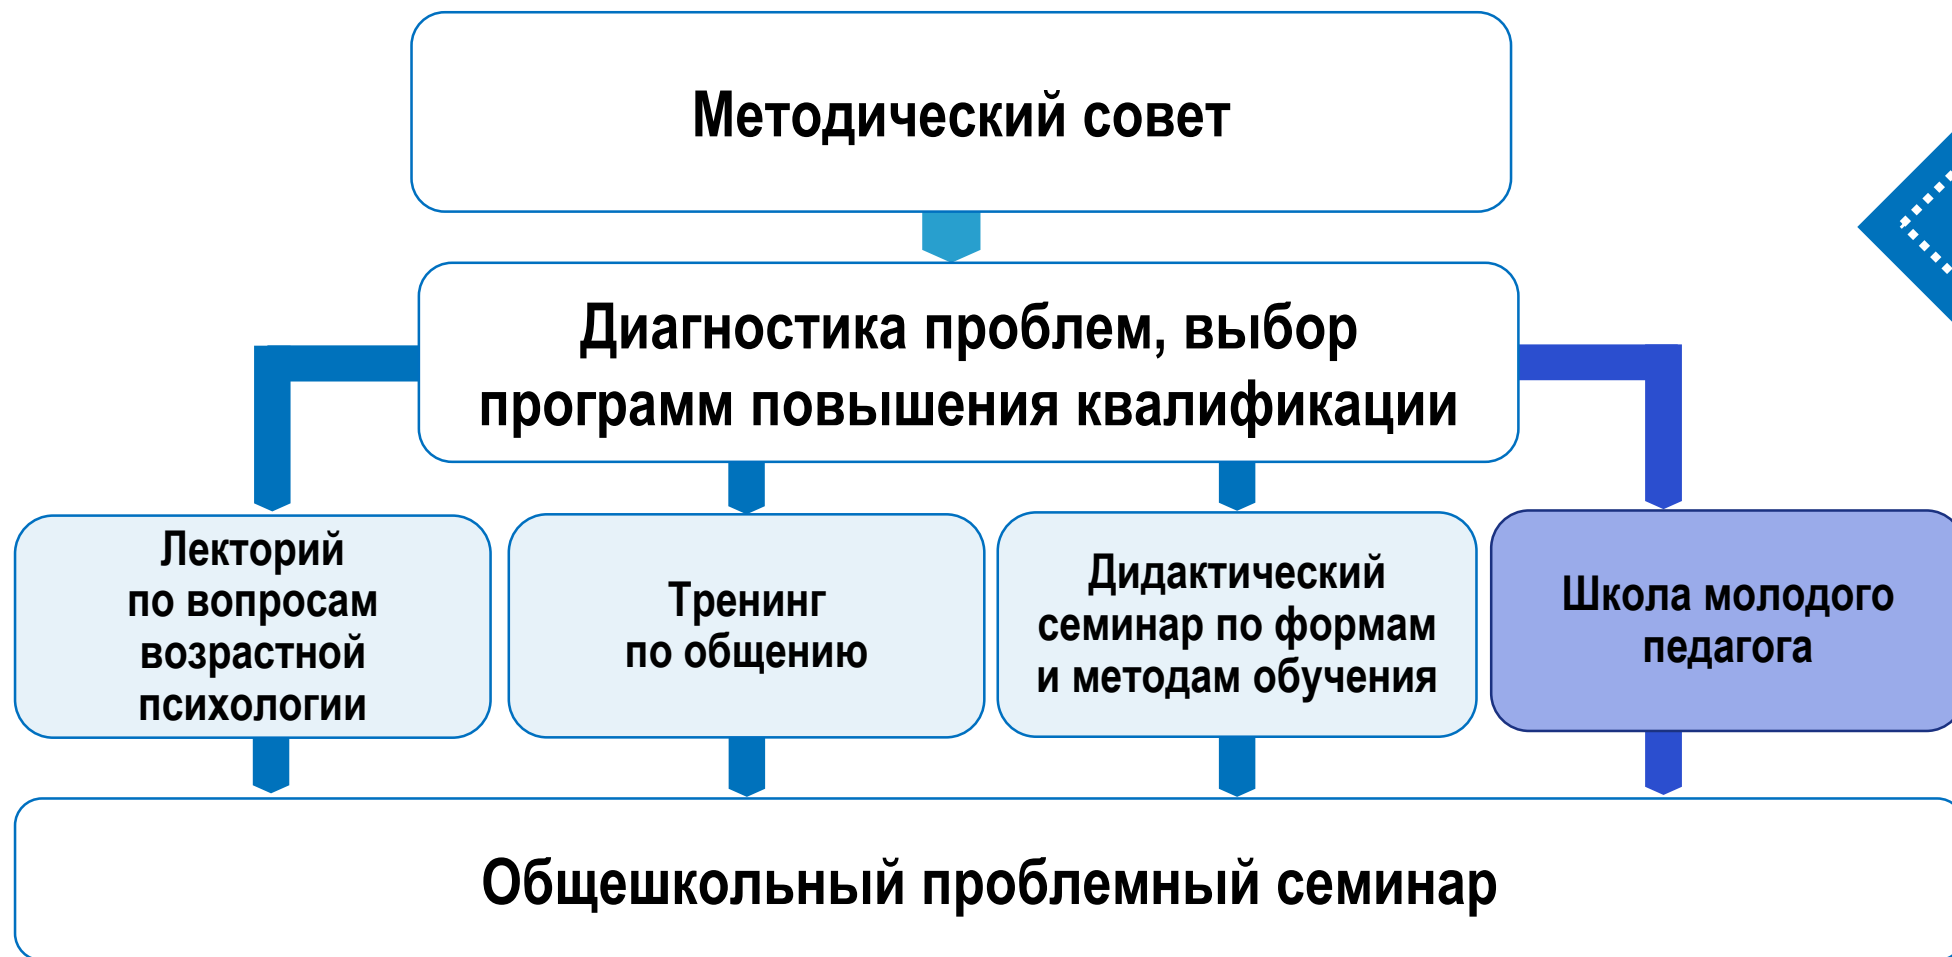 Методический совет
Диагностика проблем, выбор
программ повышения квалификации
Лекторий
по вопросам
возрастной
психологии
Тренинг
по общению
Дидактический
семинар по формам
и методам обучения
Школа молодого
педагога
Общешкольный проблемный семинар